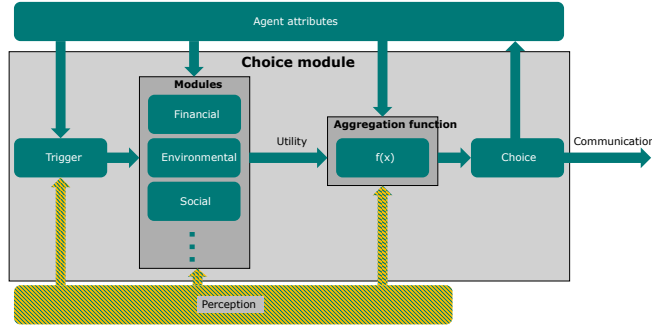 Agent attributes
Choice module
Modules
Financial
Aggregation function
Trigger
Environmental
Utility
f(x)
Choice
Communication
Social
Perception